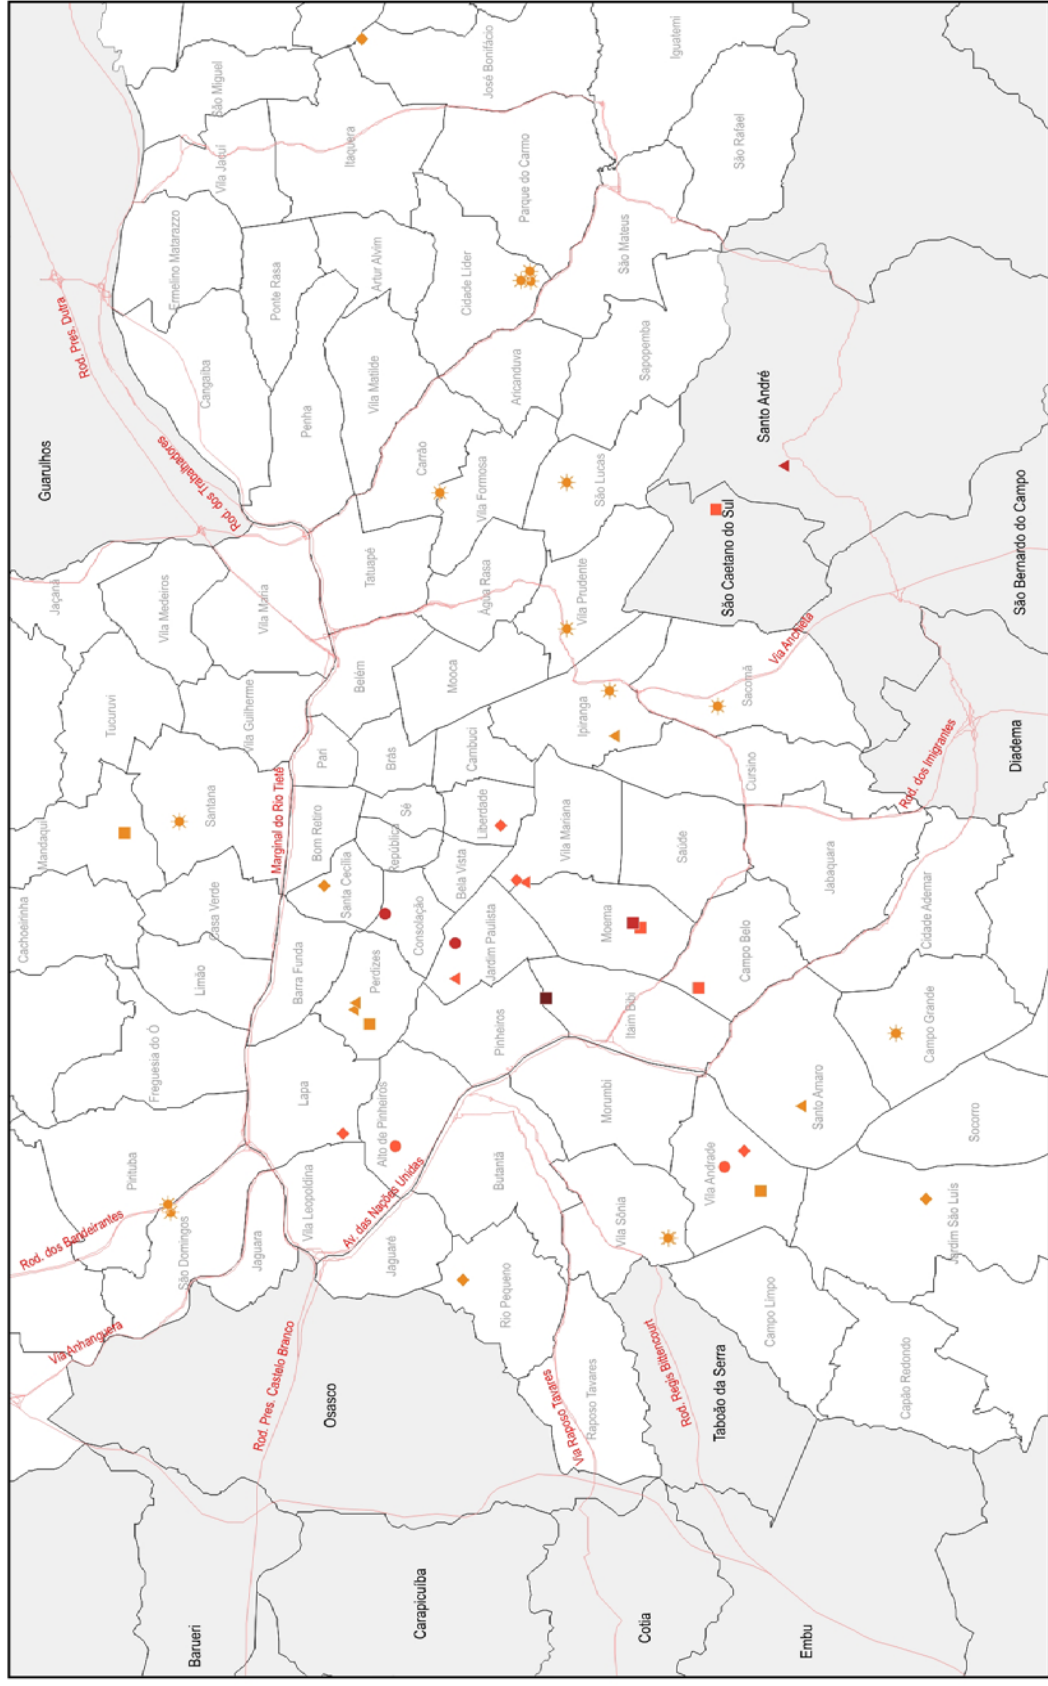 Guarulhos
Rod. Pres. Dutra
Rod. dos Trabalhadores
Jaçanã
Tucuruvi
Mandaqui
Cachoeirinha
Vila Medeiros
Vila Maria
Vila Guilherme
Santana
Casa Verde
Limão
Freguesia do Ó
Pirituba
Rod. dos Bandeirantes
São Domingos
Via Anhanguera
Jaguara
Cangaiba
Ermelino Matarazzo
São Miguel
Vila Jacuí
Ponte Rasa
Penha
Itaquera
Artur Alvim
Vila Matilde
Cidade Líder
José Bonifácio
Parque do Carmo
Iguatemi
São Rafael
São Mateus
Sapopemba
Aricanduva
Carrão
Vila Formosa
São Lucas
Tatuapé
Água Rasa
Vila Prudente
Belém
Mooca
Pari
Brás
Cambuci
Marginal do Rio Tietê
Bom Retiro
República
Sé
Liberdade
Santa Cecília
Consolação
Bela Vista
Barra Funda
Perdizes
Jardim Paulista
Lapa
Alto de Pinheiros
Pinheiros
Vila Leopoldina
Av. das Nações Unidas
Jaguaré
Butantã
Rio Pequeno
Rod. Pres. Castelo Branco
Osasco
Via Raposo Tavares
Raposo Tavares
Barueri
Carapicuíba
Cotia
Embu
Taboão da Serra
Rod. Regis Bittencourt
Vila Sônia
Morumbi
Itaim Bibi
Moema
Vila Mariana
Ipiranga
Saúde
Cursino
Sacomã
Via Anchieta
São Caetano do Sul
Santo André
São Bernardo do Campo
Diadema
Rod. dos Imigrantes
Jabaquara
Cidade Ademar
Campo Belo
Campo Grande
Santo Amaro
Socorro
Vila Andrade
Jardim São Luís
Campo Limpo
Capão Redondo